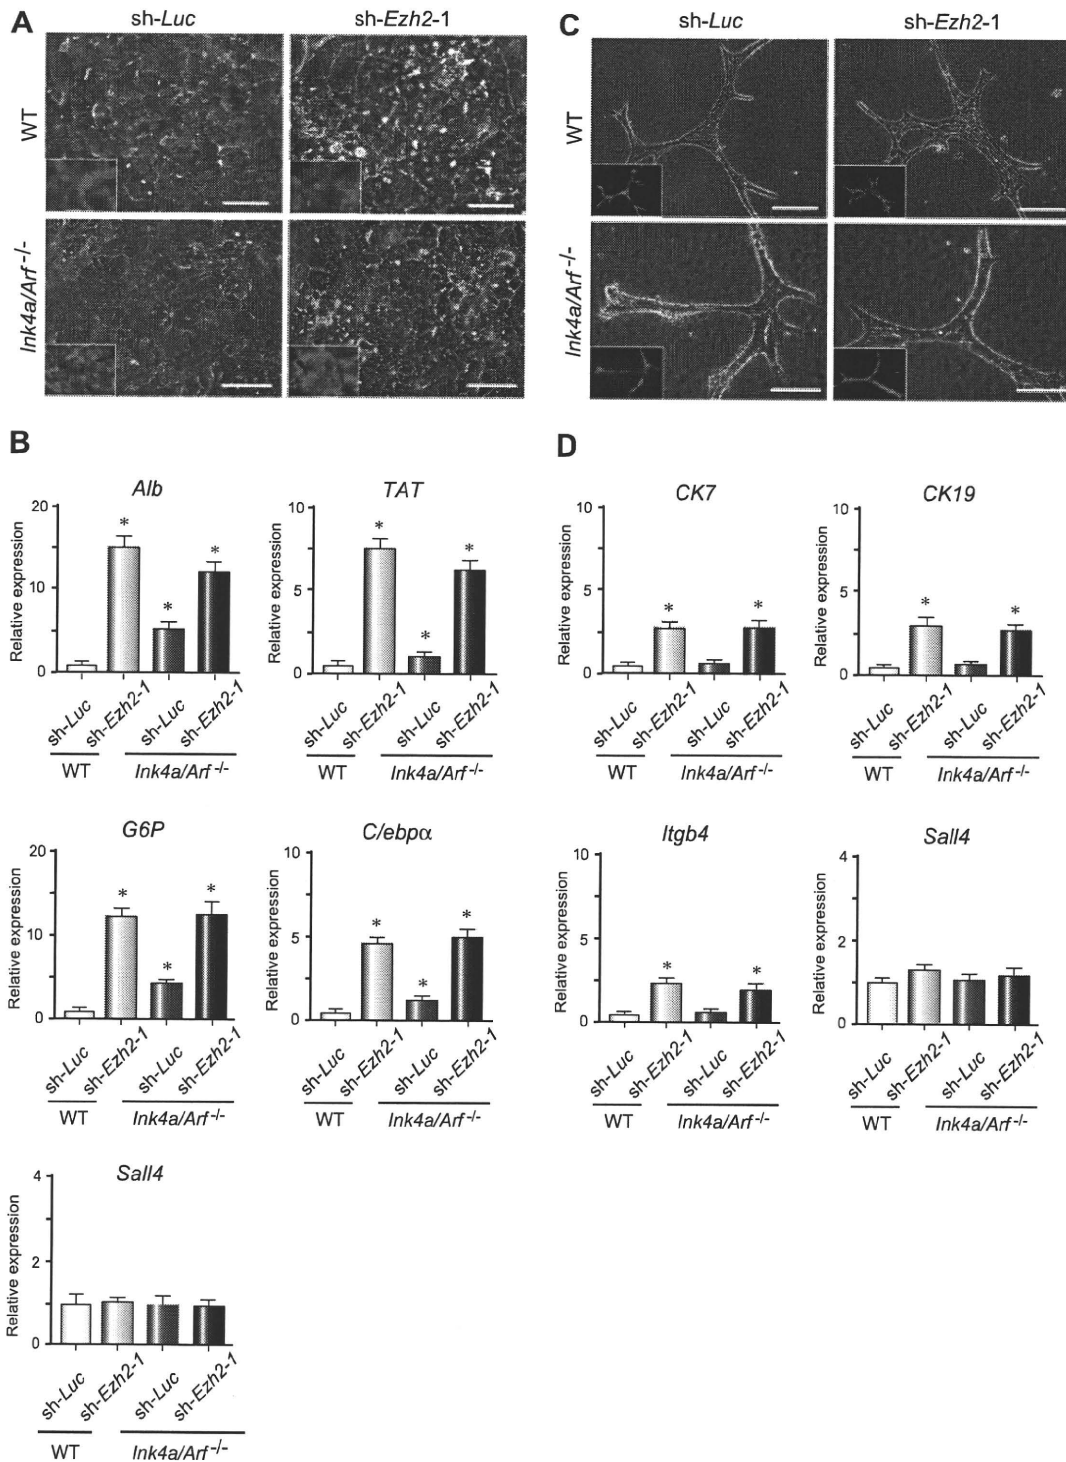 A
sh-Luc
sh-Ezh2-1
WT
Ink4a/Arf -/-
C
sh-Luc
sh-Ezh2-1
WT
Ink4a/Arf -/-
B
Alb
Relative expression
20
10
0
*
*
*
sh-Luc
sh-Ezh2-1
sh-Luc
sh-Ezh2-1
WT
Ink4a/Arf -/-
TAT
Relative expression
10
5
0
*
*
*
sh-Luc
sh-Ezh2-1
sh-Luc
sh-Ezh2-1
WT
Ink4a/Arf -/-
G6P
Relative expression
20
10
0
*
*
*
sh-Luc
sh-Ezh2-1
sh-Luc
sh-Ezh2-1
WT
Ink4a/Arf -/-
C/ebpα
Relative expression
10
5
0
*
*
*
sh-Luc
sh-Ezh2-1
sh-Luc
sh-Ezh2-1
WT
Ink4a/Arf -/-
Sall4
Relative expression
4
2
0
sh-Luc
sh-Ezh2-1
sh-Luc
sh-Ezh2-1
WT
Ink4a/Arf -/-
D
CK7
Relative expression
10
5
0
*
*
sh-Luc
sh-Ezh2-1
sh-Luc
sh-Ezh2-1
WT
Ink4a/Arf -/-
CK19
Relative expression
10
5
0
*
*
sh-Luc
sh-Ezh2-1
sh-Luc
sh-Ezh2-1
WT
Ink4a/Arf -/-
Itgb4
Relative expression
10
5
0
*
*
sh-Luc
sh-Ezh2-1
sh-Luc
sh-Ezh2-1
WT
Ink4a/Arf -/-
Sall4
Relative expression
4
2
0
sh-Luc
sh-Ezh2-1
sh-Luc
sh-Ezh2-1
WT
Ink4a/Arf -/-